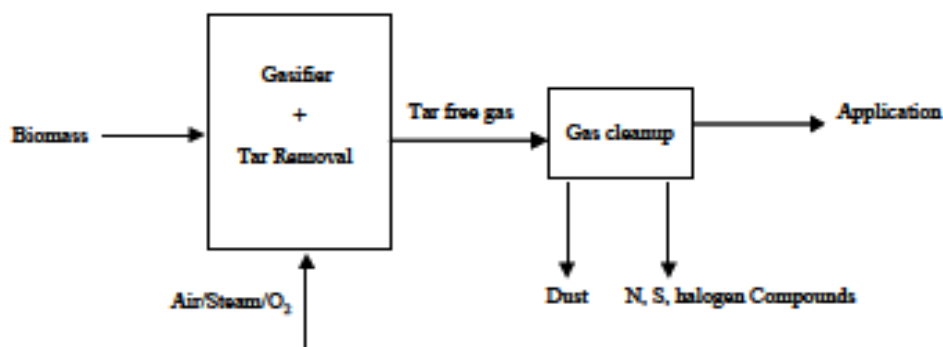 Gasifier
+
Tar Removal
Biomass
Tar free gas
Gas cleanup
Application
Air/Steam/O₂
Dust
N, S, halogen Compounds